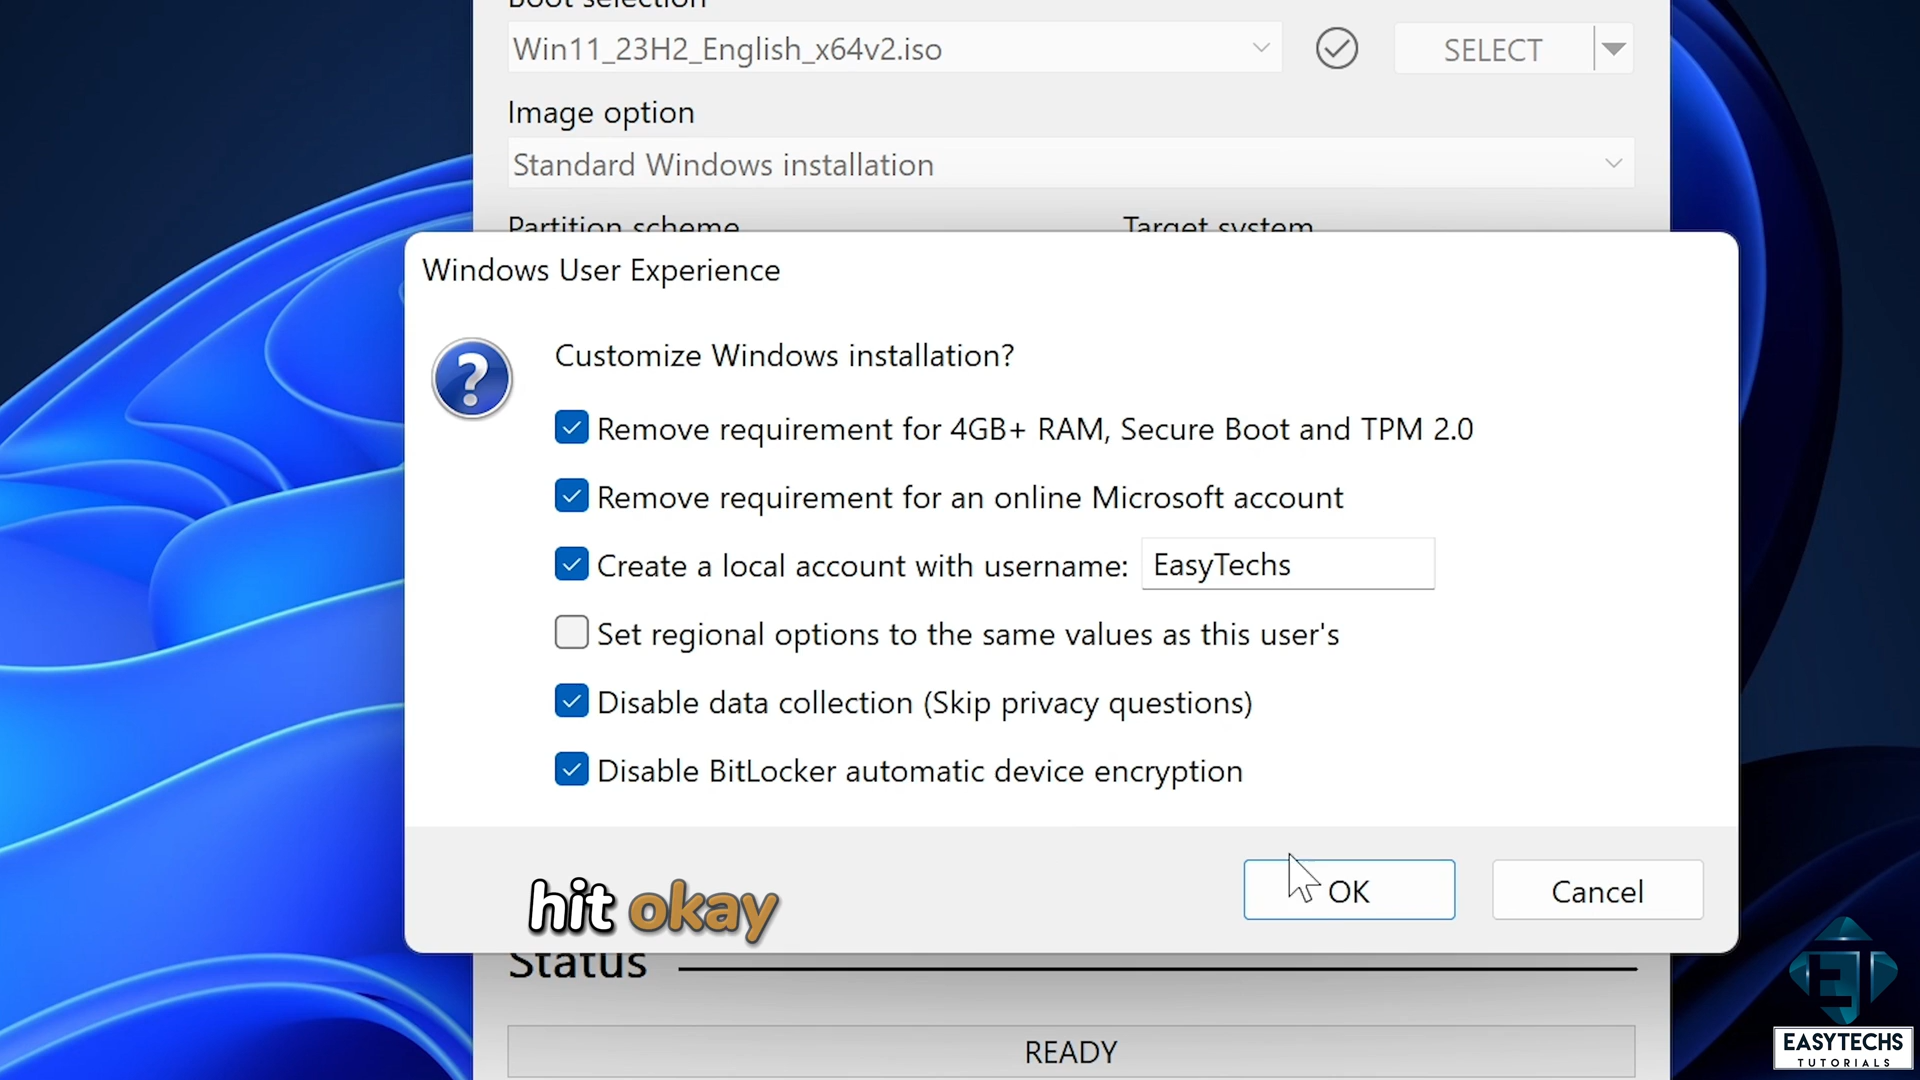 Boot selection
Win11_23H2_English_x64v2.iso
SELECT
Image option
Standard Windows installation
Partition scheme
Target system
Windows User Experience
?
Customize Windows installation?
Remove requirement for 4GB+ RAM, Secure Boot and TPM 2.0
Remove requirement for an online Microsoft account
Create a local account with username: EasyTechs
Set regional options to the same values as this user's
Disable data collection (Skip privacy questions)
Disable BitLocker automatic device encryption
OK
Cancel
hit okay
Status
READY
ET
EASYTECHS
TUTORIALS